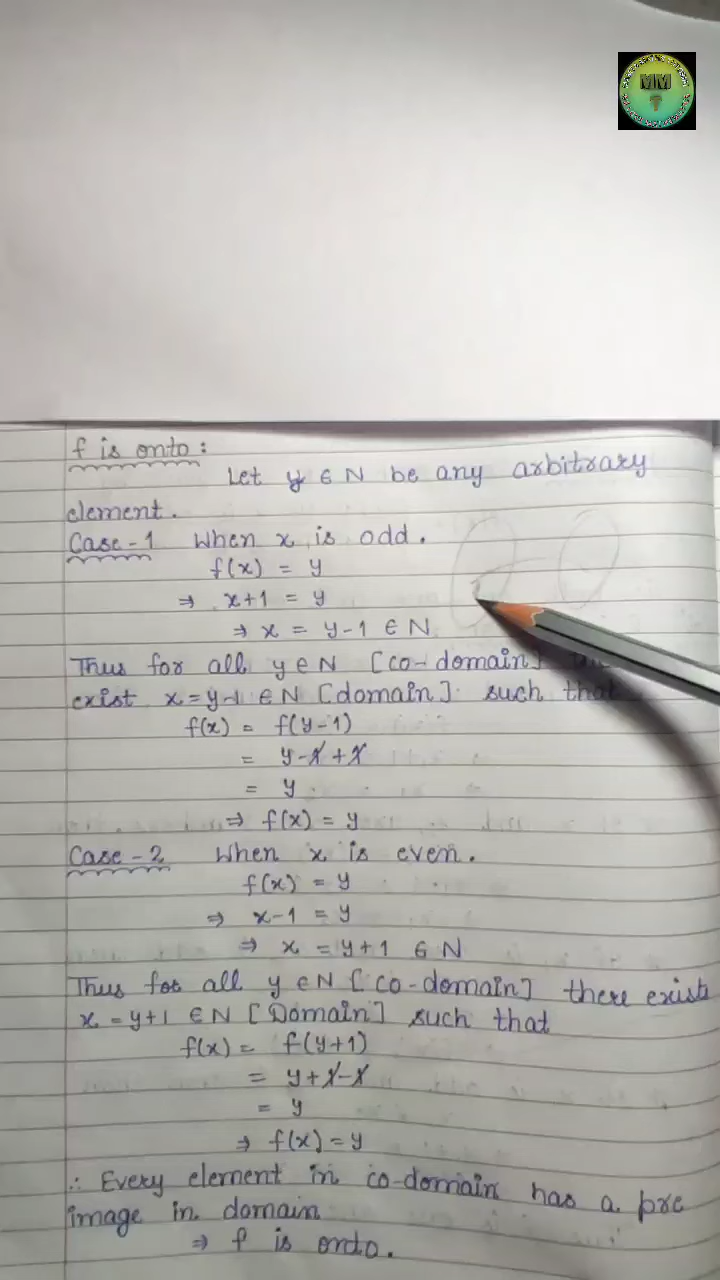 MM
f is onto :
Let y ∈ N be any arbitrary
element.
Case - 1 When x is odd.
f(x) = y
⇒ x+1 = y
⇒ x = y-1 ∈ N
Thus for all y ∈ N [co-domain]
exist x = y-1 ∈ N [domain] such that
f(x) = f(y-1)
= y-1+1
= y
⇒ f(x) = y
Case - 2 When x is even.
f(x) = y
⇒ x-1 = y
⇒ x = y+1 ∈ N
Thus for all y ∈ N [co-domain] there exists
x = y+1 ∈ N [Domain] such that
f(x) = f(y+1)
= y+1-1
= y
⇒ f(x) = y
∴ Every element in co-domain has a pre
image in domain
⇒ f is onto.